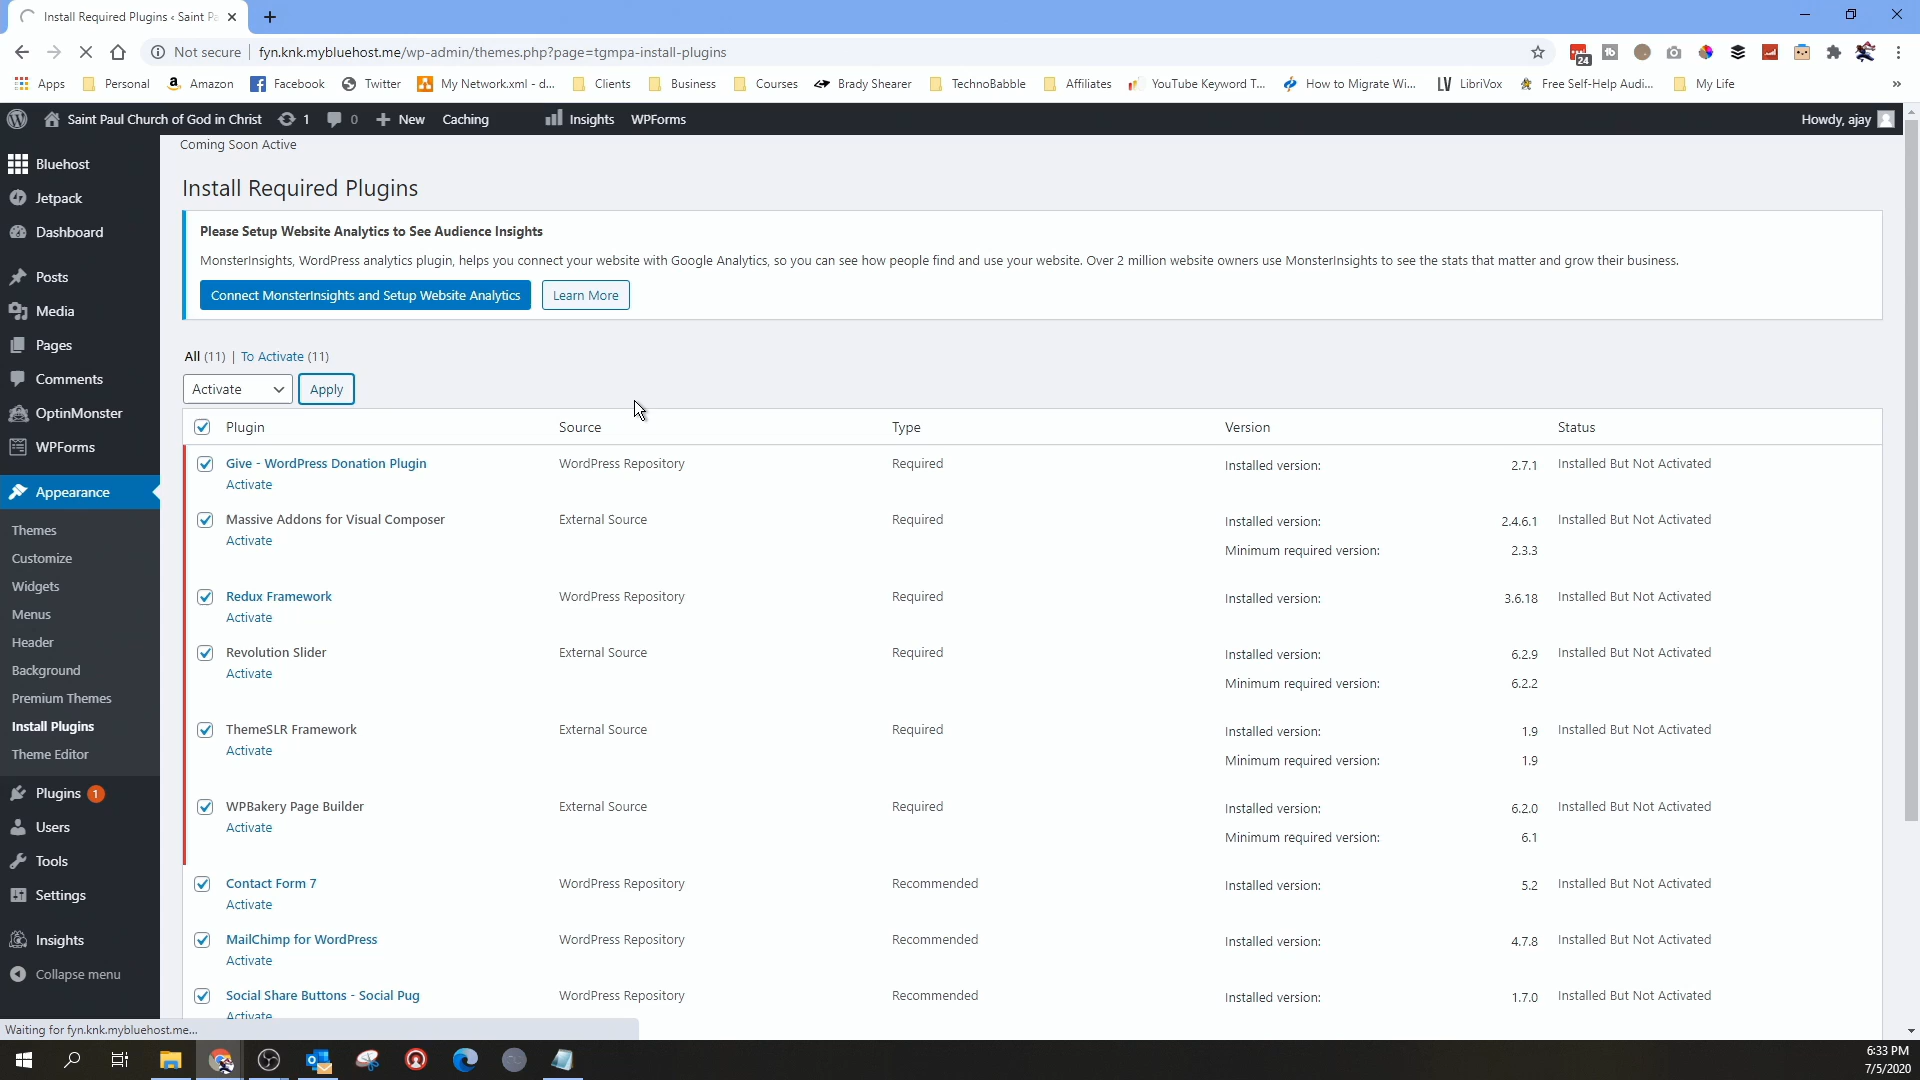 Install Required Plugins ‹ Saint Pa
Not secure fyn.knk.mybluehost.me/wp-admin/themes.php?page=tgmpa-install-plugins
24
Apps Personal Amazon Facebook Twitter My Network.xml - d... Clients Business Courses Brady Shearer TechnoBabble Affiliates YouTube Keyword T... How to Migrate Wi... LibriVox Free Self-Help Audi... My Life »
Saint Paul Church of God in Christ 1 0 New Caching Insights WPForms Howdy, ajay
Bluehost
Jetpack
Dashboard
Posts
Media
Pages
Comments
OptinMonster
WPForms
Appearance
Themes
Customize
Widgets
Menus
Header
Background
Premium Themes
Install Plugins
Theme Editor
Plugins 1
Users
Tools
Settings
Insights
Collapse menu
Coming Soon Active
Install Required Plugins
Please Setup Website Analytics to See Audience Insights
MonsterInsights, WordPress analytics plugin, helps you connect your website with Google Analytics, so you can see how people find and use your website. Over 2 million website owners use MonsterInsights to see the stats that matter and grow their business.
Connect MonsterInsights and Setup Website Analytics Learn More
All (11) | To Activate (11)
Activate Apply
Plugin Source Type Version Status
Give - WordPress Donation Plugin WordPress Repository Required Installed version: 2.7.1 Installed But Not Activated
Activate
Massive Addons for Visual Composer External Source Required Installed version: 2.4.6.1 Installed But Not Activated
Activate Minimum required version: 2.3.3
Redux Framework WordPress Repository Required Installed version: 3.6.18 Installed But Not Activated
Activate
Revolution Slider External Source Required Installed version: 6.2.9 Installed But Not Activated
Activate Minimum required version: 6.2.2
ThemeSLR Framework External Source Required Installed version: 1.9 Installed But Not Activated
Activate Minimum required version: 1.9
WPBakery Page Builder External Source Required Installed version: 6.2.0 Installed But Not Activated
Activate Minimum required version: 6.1
Contact Form 7 WordPress Repository Recommended Installed version: 5.2 Installed But Not Activated
Activate
MailChimp for WordPress WordPress Repository Recommended Installed version: 4.7.8 Installed But Not Activated
Activate
Social Share Buttons - Social Pug WordPress Repository Recommended Installed version: 1.7.0 Installed But Not Activated
Activate
Waiting for fyn.knk.mybluehost.me...
6:33 PM
7/5/2020